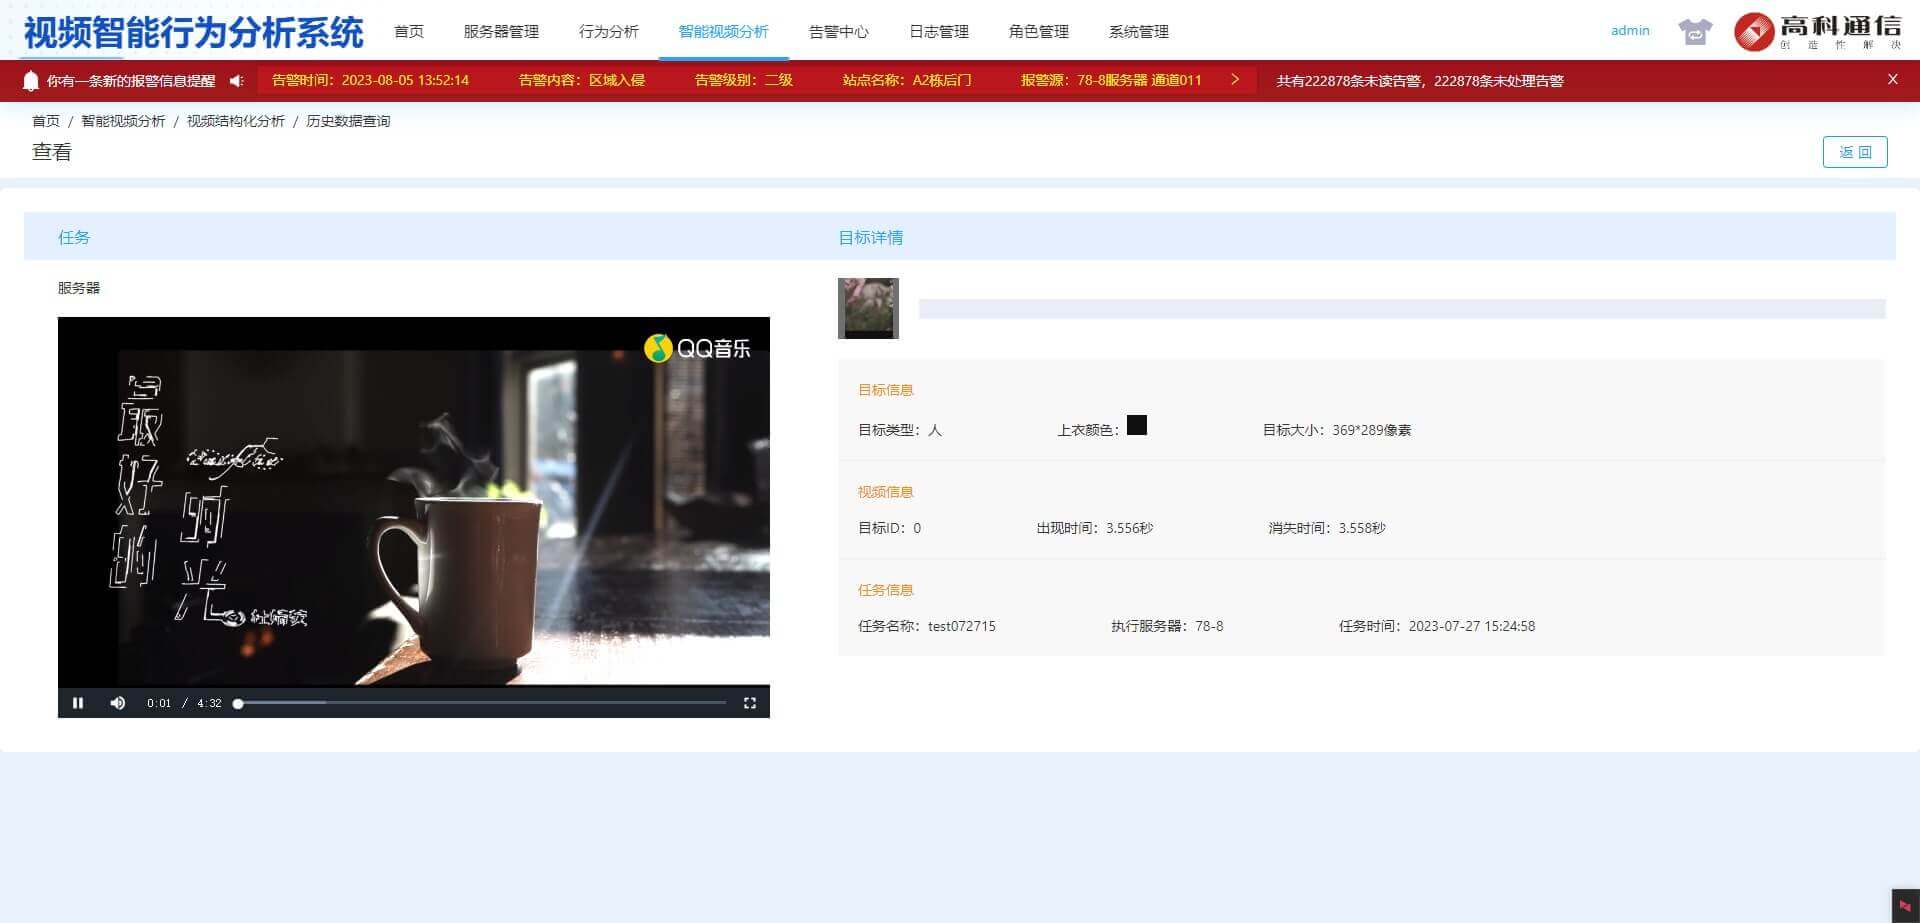 视频智能行为分析系统
首页 服务器管理 行为分析 智能视频分析 告警中心 日志管理 角色管理 系统管理
admin
高科通信
创造性解决
你有一条新的报警信息提醒 告警时间：2023-08-05 13:52:14 告警内容：区域入侵 告警级别：二级 站点名称：A2栋后门 报警源：78-8服务器 通道011 共有222878条未读告警，222878条未处理告警 X
首页 / 智能视频分析 / 视频结构化分析 / 历史数据查询
查看
返 回
任务
服务器
QQ音乐
最好的
时光
0:01 / 4:32
目标详情
目标信息
目标类型：人 上衣颜色： 目标大小：369*289像素
视频信息
目标ID：0 出现时间：3.556秒 消失时间：3.558秒
任务信息
任务名称：test072715 执行服务器：78-8 任务时间：2023-07-27 15:24:58